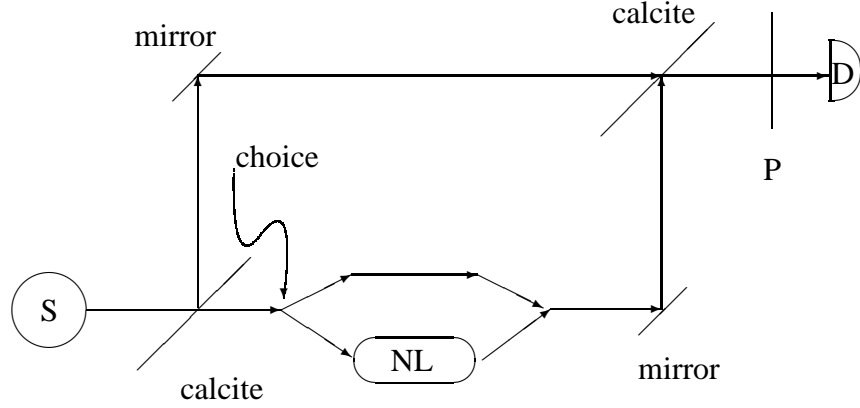 calcite
mirror
D
choice
P
S
NL
calcite
mirror